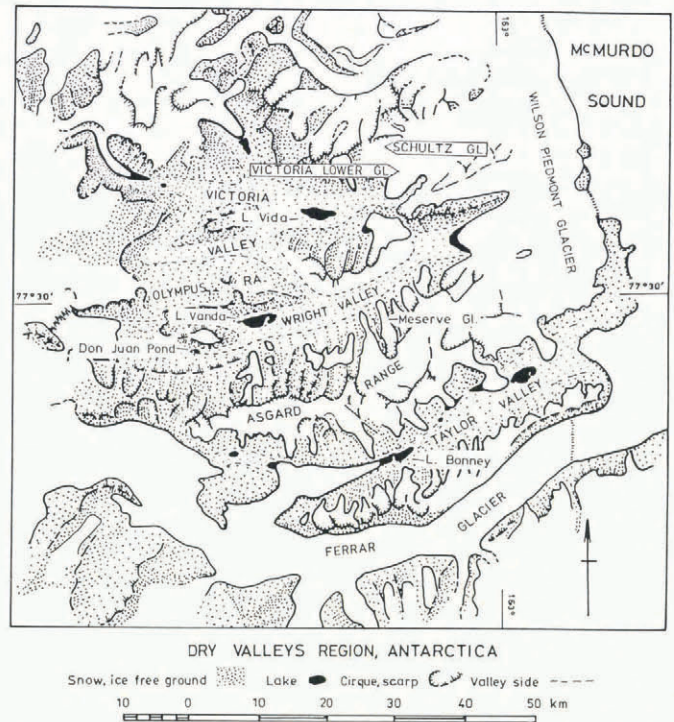 163°
McMURDO
SOUND
WILSON PIEDMONT GLACIER
SCHULTZ GL
VICTORIA LOWER GL
VICTORIA
L. Vida
VALLEY
77°30'
77°30'
OLYMPUS RA.
L. Vanda
WRIGHT VALLEY
Meserve Gl.
Don Juan Pond
RANGE
ASGARD
TAYLOR VALLEY
L. Bonney
GLACIER
FERRAR
163°
DRY VALLEYS REGION, ANTARCTICA
Snow, ice free ground Lake Cirque, scarp Valley side
10 0 10 20 30 40 50 km